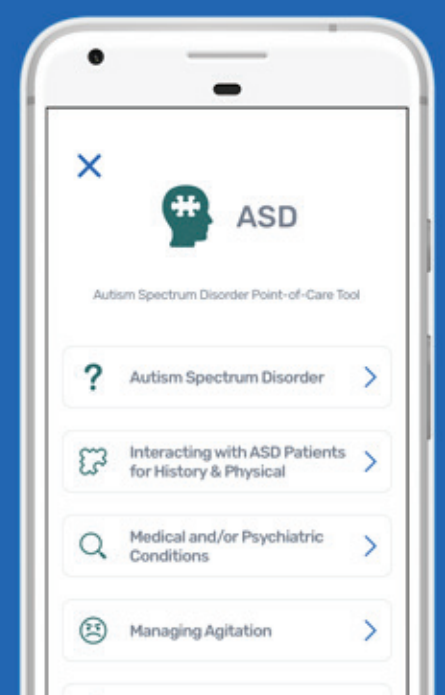 ASD
Autism Spectrum Disorder Point-of-Care Tool
Autism Spectrum Disorder
Interacting with ASD Patients
for History & Physical
Medical and/or Psychiatric
Conditions
Managing Agitation